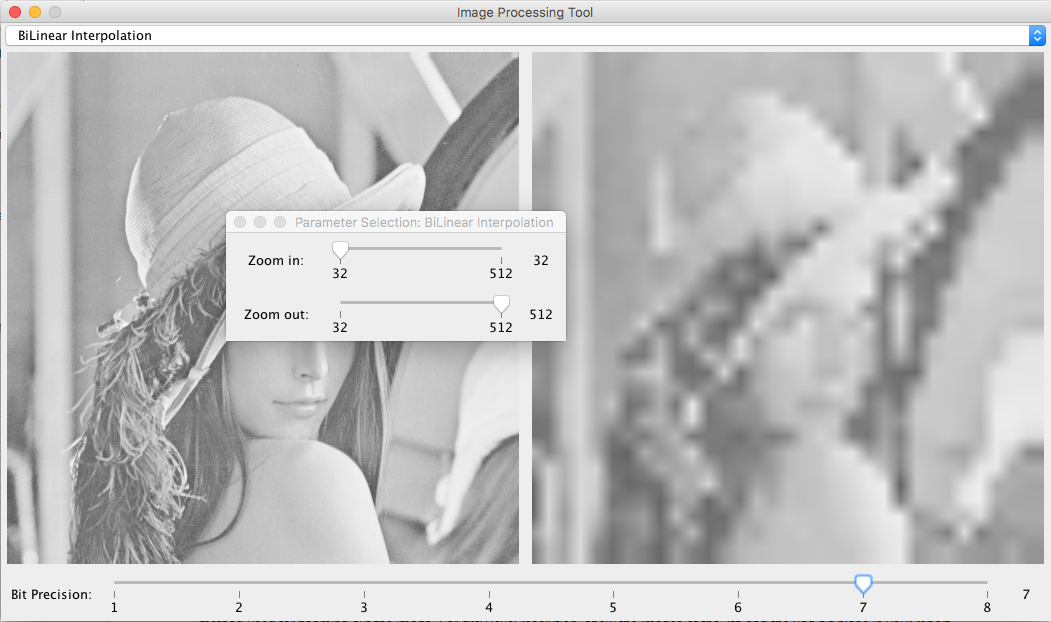 Image Processing Tool
BiLinear Interpolation
Parameter Selection: BiLinear Interpolation
Zoom in:
32
32 512
Zoom out:
512
32 512
Bit Precision:
7
1 2 3 4 5 6 7 8